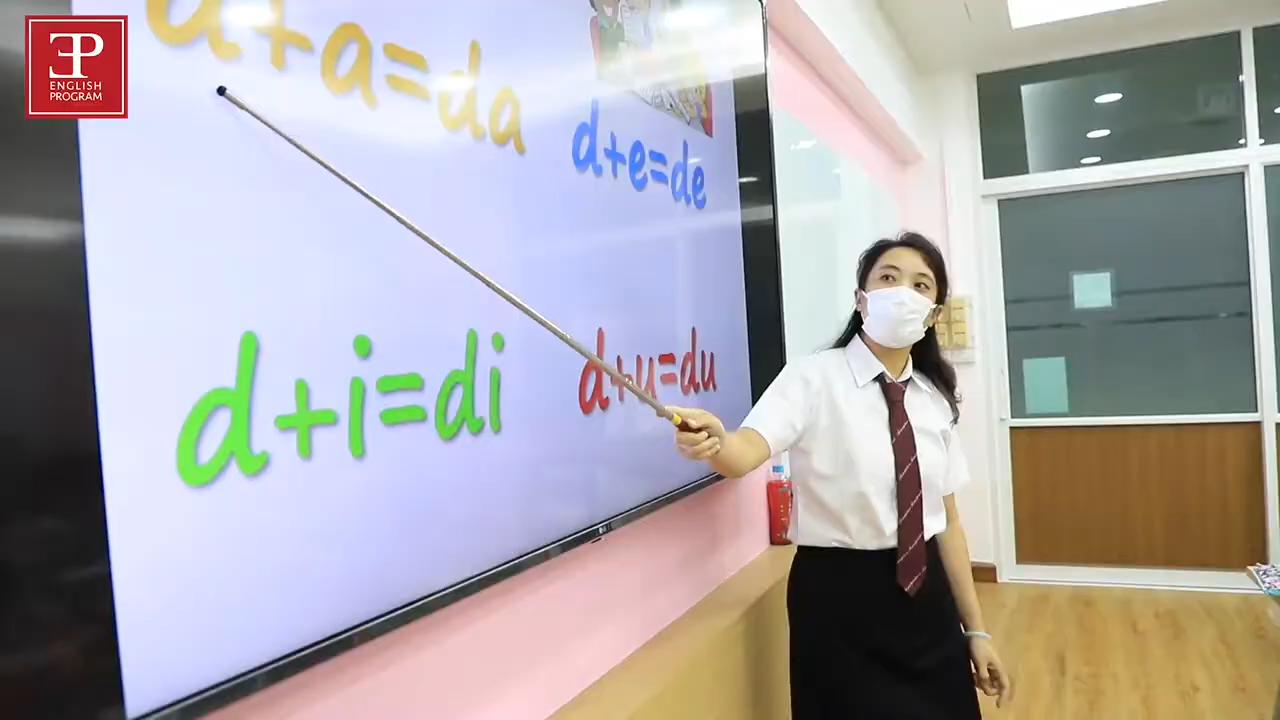 EP
ENGLISH
PROGRAM
d+a=da
d+e=de
d+i=di
d+u=du